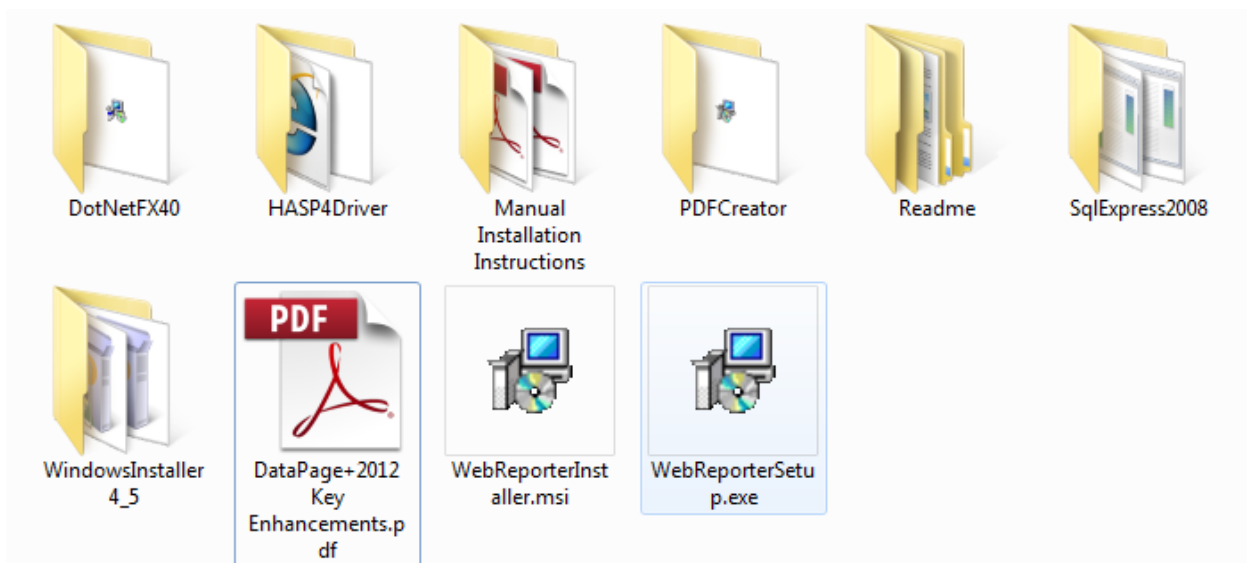 DotNetFX40
HASP4Driver
Manual
Installation
Instructions
PDFCreator
Readme
SqlExpress2008
WindowsInstaller
4_5
PDF
DataPage+2012
Key
Enhancements.p
df
WebReporterInst
aller.msi
WebReporterSetu
p.exe